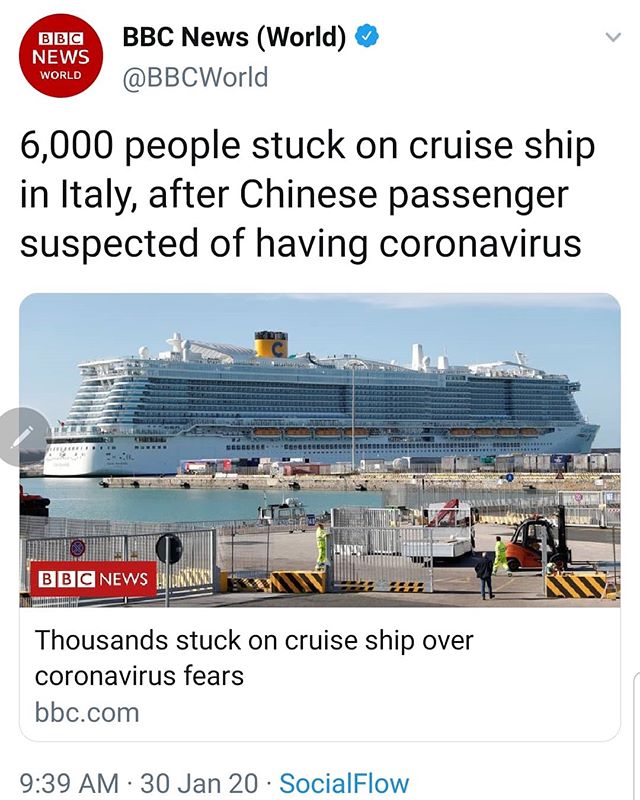 BBC
NEWS
WORLD
BBC News (World)
@BBCWorld
6,000 people stuck on cruise ship
in Italy, after Chinese passenger
suspected of having coronavirus
C
BBC NEWS
Thousands stuck on cruise ship over
coronavirus fears
bbc.com
9:39 AM · 30 Jan 20 · SocialFlow